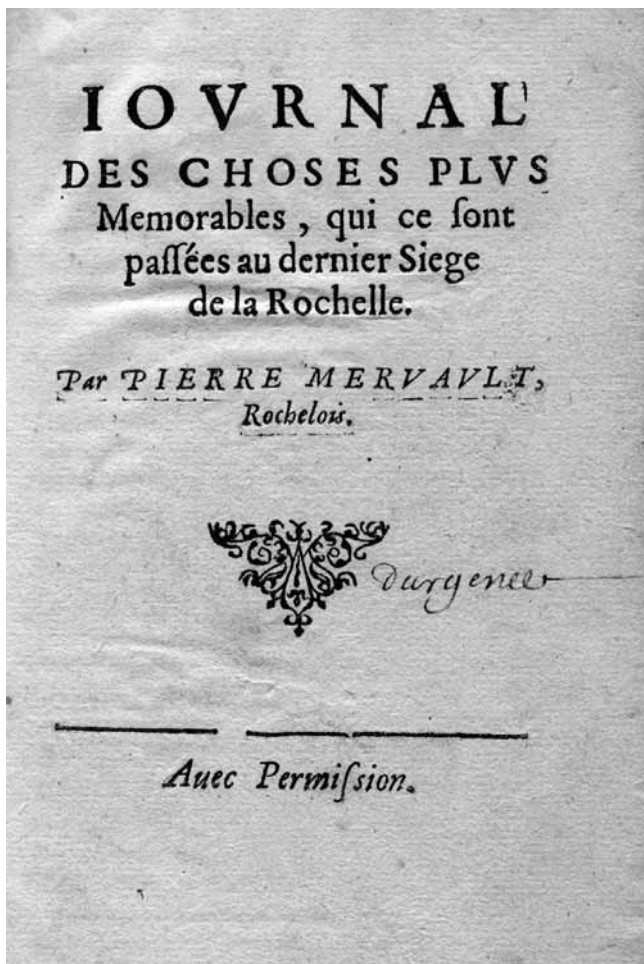 IOVRNAL
DES CHOSES PLVS
Memorables, qui ce ſont
paſſées au dernier Siege
de la Rochelle.
Par PIERRE MERVAVLT,
Rochelois.
Auec Permiſsion.